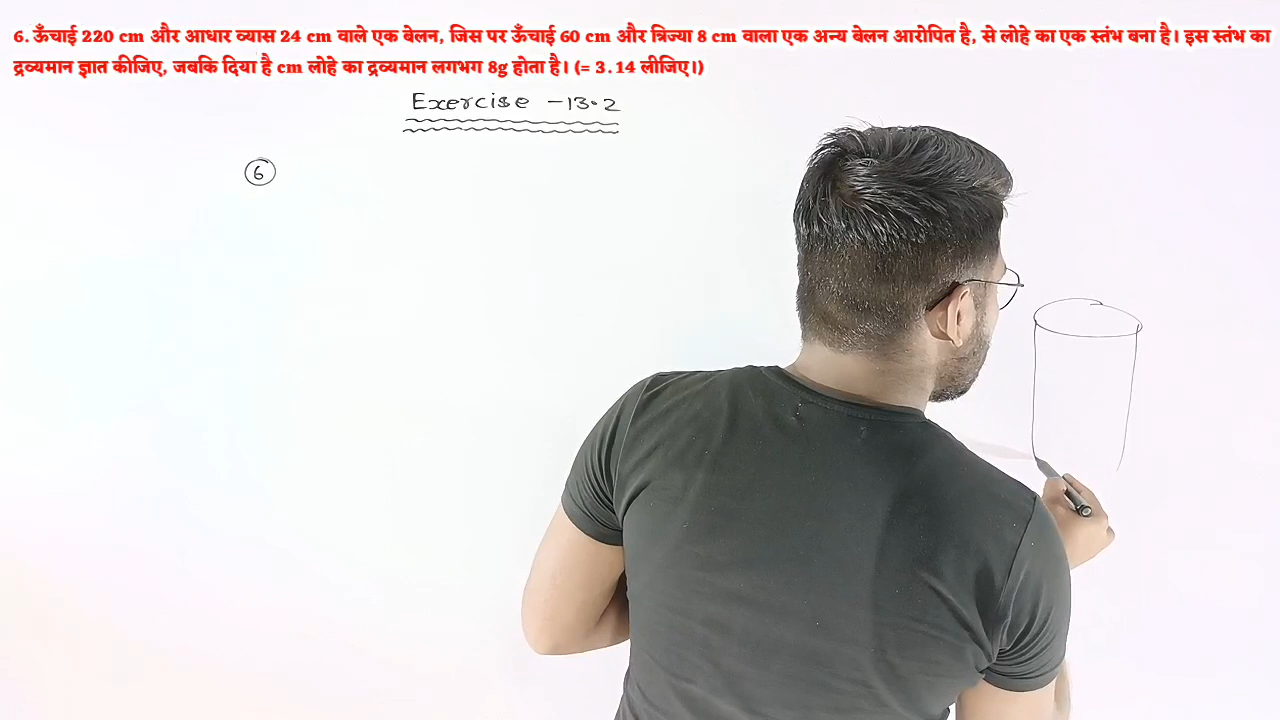 6. ऊँचाई 220 cm और आधार व्यास 24 cm वाले एक बेलन, जिस पर ऊँचाई 60 cm और त्रिज्या 8 cm वाला एक अन्य बेलन आरोपित है, से लोहे का एक स्तंभ बना है। इस स्तंभ का
द्रव्यमान ज्ञात कीजिए, जबकि दिया है cm लोहे का द्रव्यमान लगभग 8g होता है। (= 3.14 लीजिए।)
Exercise -13.2
6